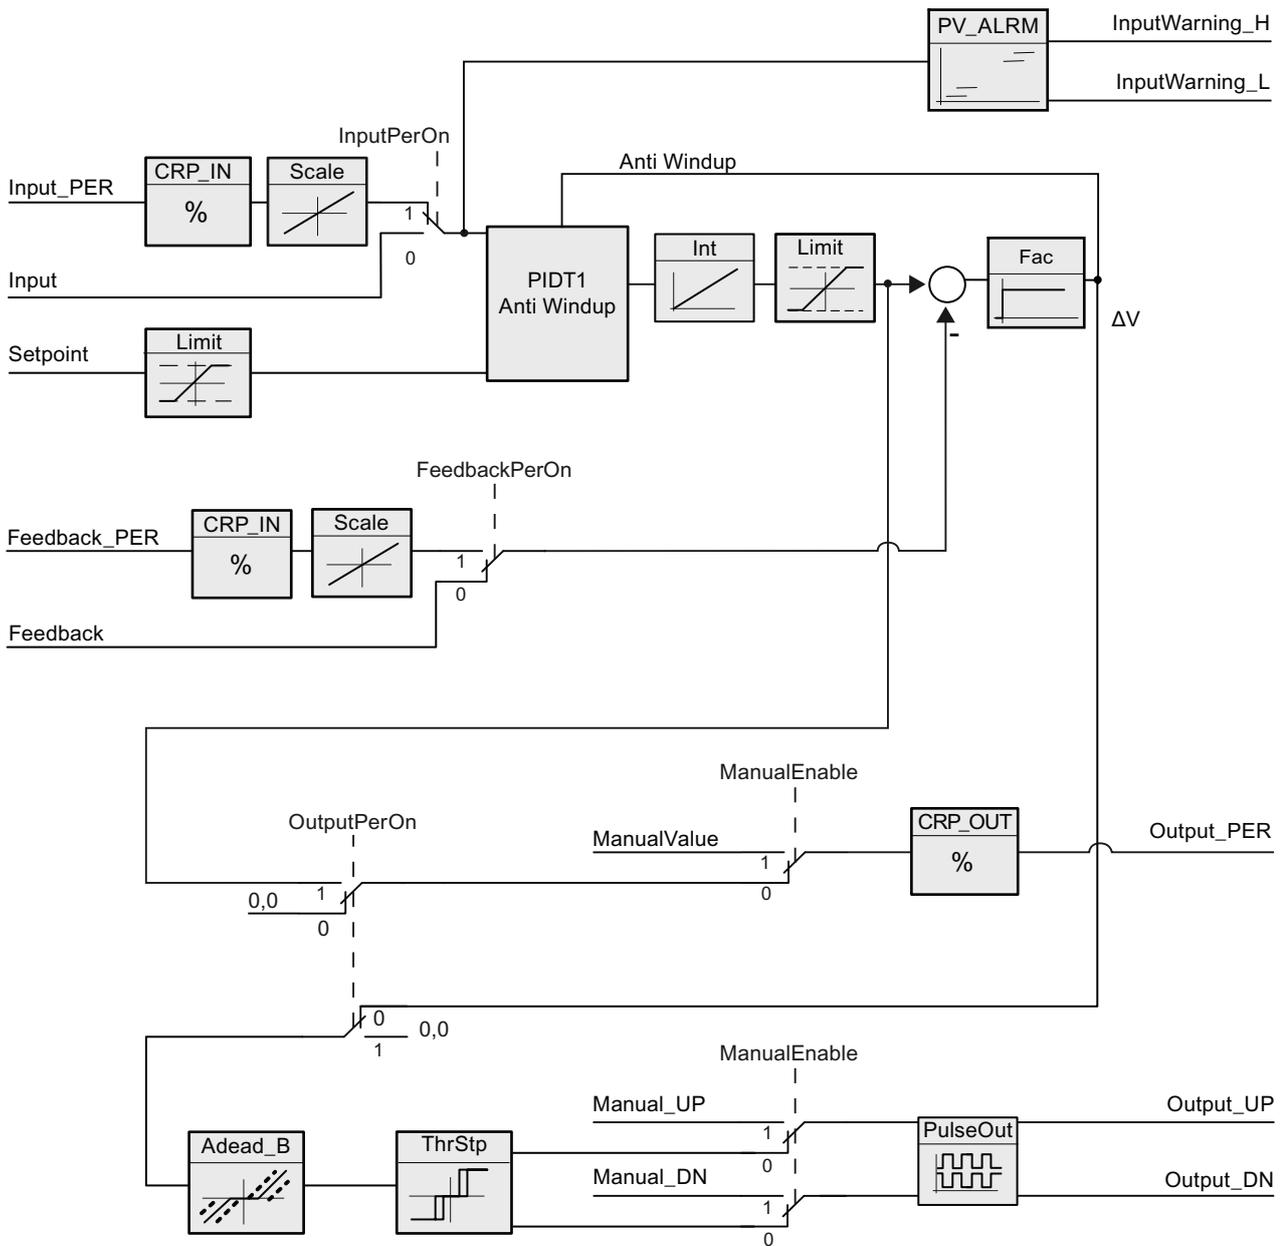 PV_ALRM
InputWarning_H
InputWarning_L
InputPerOn
Anti Windup
Input_PER
CRP_IN
%
Scale
1
0
Input
PIDT1
Anti Windup
Int
Limit
Fac
ΔV
-
Setpoint
Limit
FeedbackPerOn
Feedback_PER
CRP_IN
%
Scale
1
0
Feedback
ManualEnable
OutputPerOn
ManualValue
1
0
CRP_OUT
%
Output_PER
1
0,0
0
0
0,0
1
ManualEnable
Manual_UP
1
0
Output_UP
Adead_B
ThrStp
PulseOut
Manual_DN
1
0
Output_DN